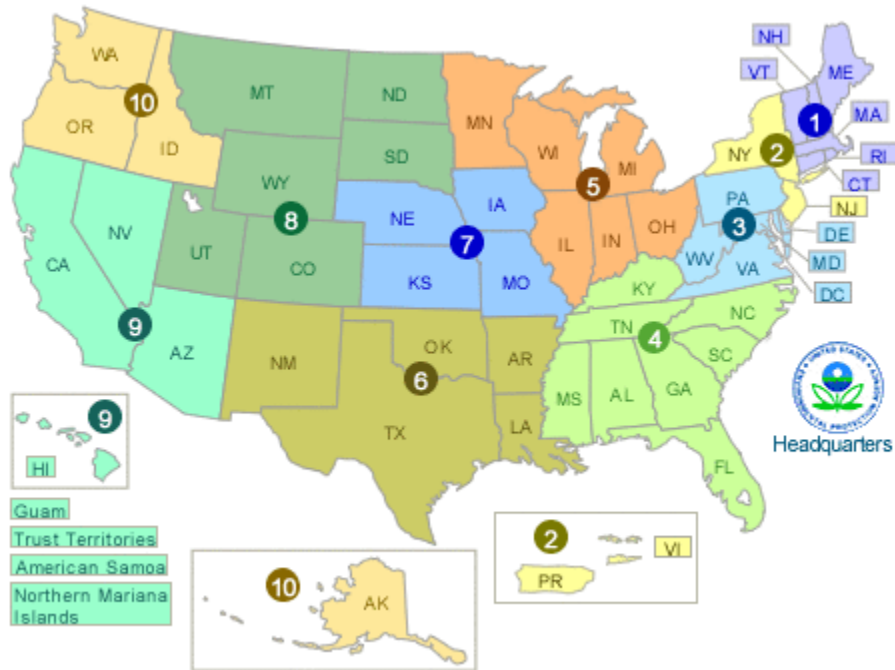 NH
WA
VT
ME
10
MT
ND
MN
MA
OR
ID
1
WI
NY
2
RI
SD
MI
CT
WY
5
PA
NJ
8
NE
IA
3
DE
NV
OH
7
UT
IL
IN
WV
MD
CA
CO
VA
KS
MO
DC
KY
9
NC
TN
4
AZ
OK
AR
SC
NM
6
MS
AL
GA
9
TX
LA
Headquarters
HI
FL
Guam
Trust Territories
2
VI
American Samoa
10
PR
Northern Mariana
Islands
AK